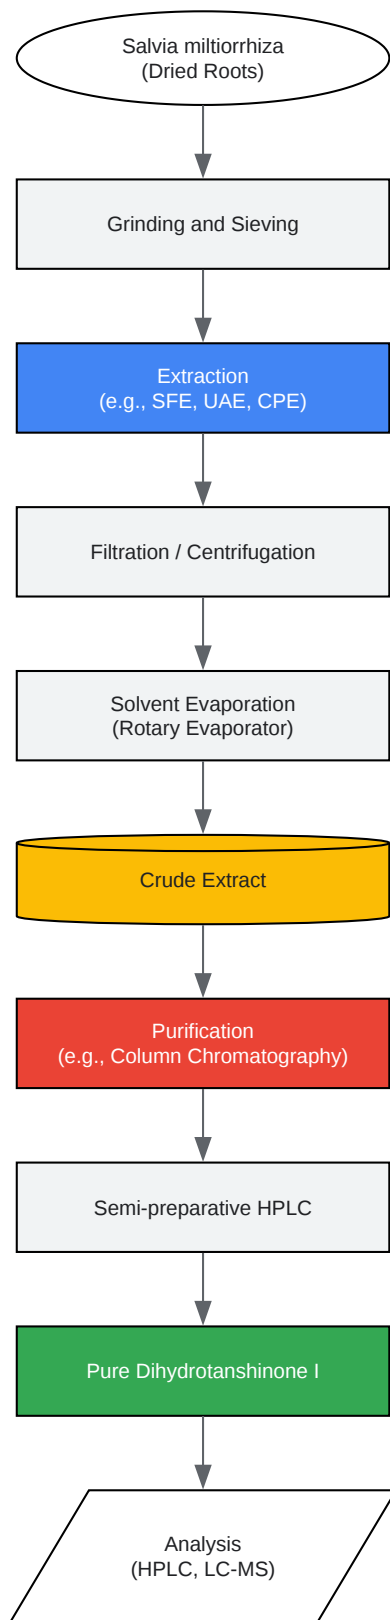 Salvia miltiorrhiza
(Dried Roots)
Grinding and Sieving
Extraction
(e.g., SFE, UAE, CPE)
Filtration / Centrifugation
Solvent Evaporation
(Rotary Evaporator)
Crude Extract
Purification
(e.g., Column Chromatography)
Semi-preparative HPLC
Pure Dihydrotanshinone I
Analysis
(HPLC, LC-MS)